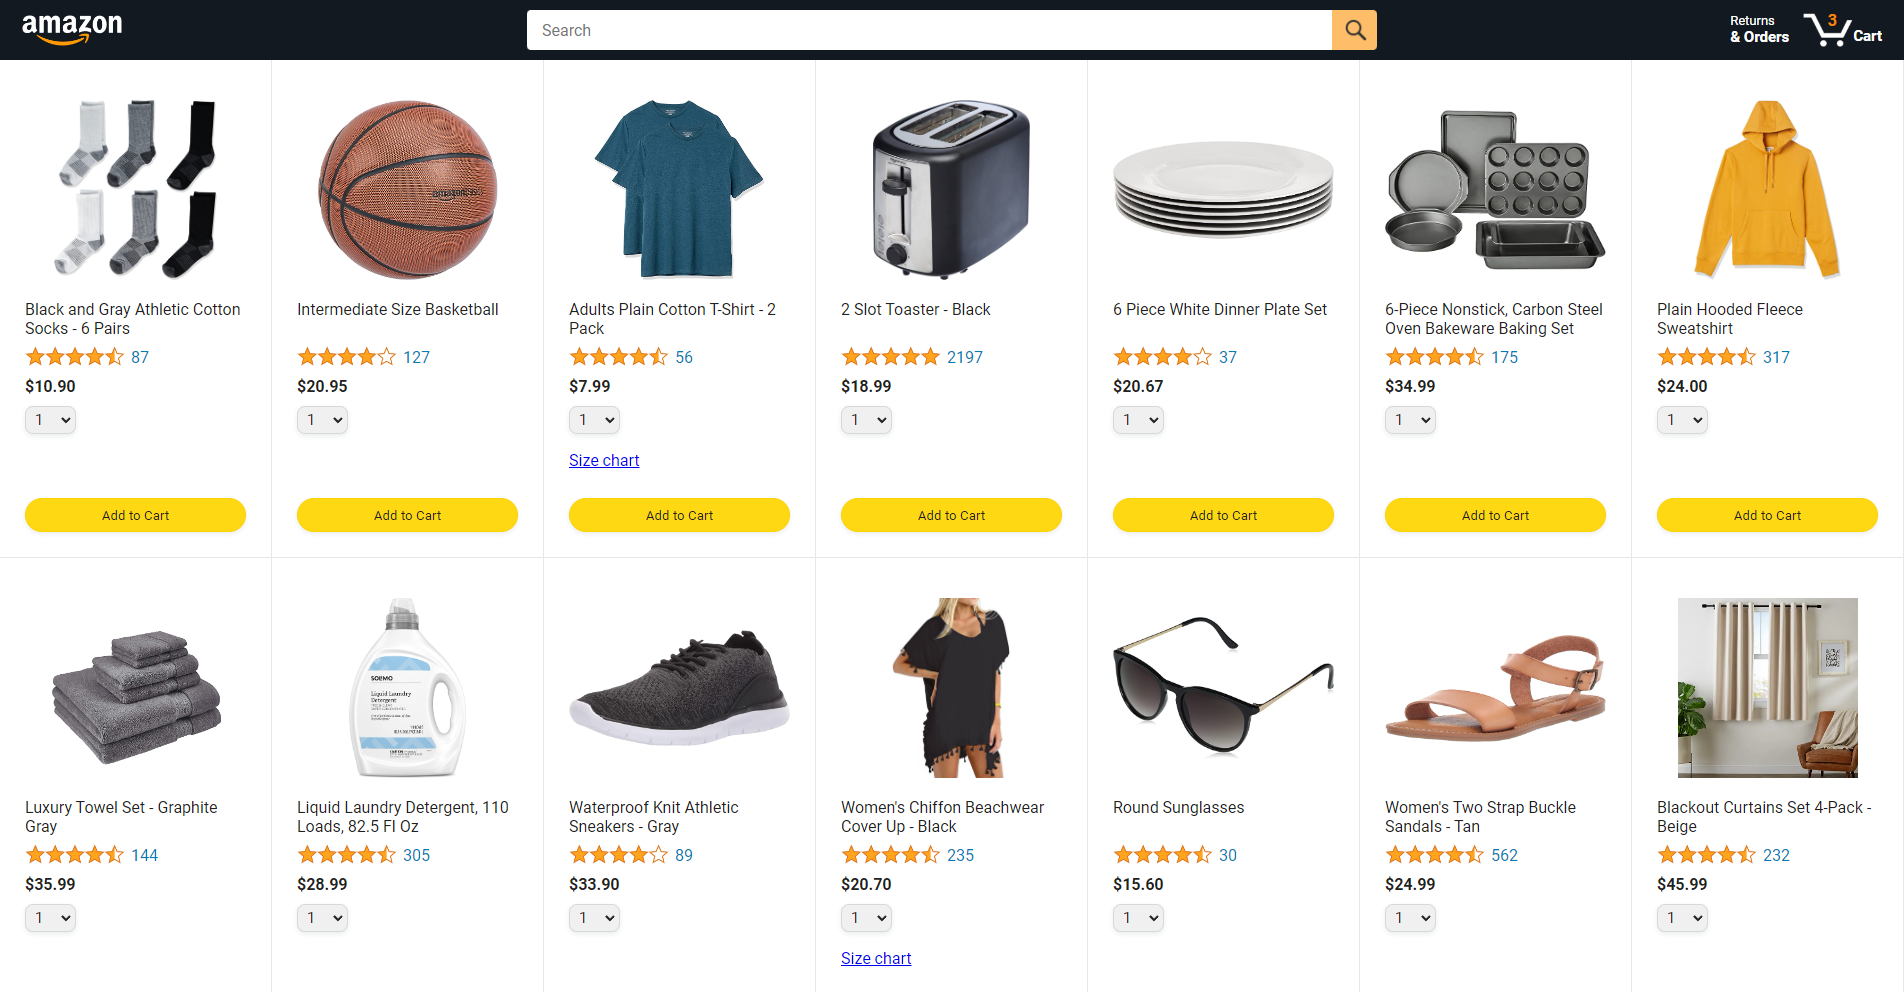 amazon
Search
Returns
& Orders
3
Cart
Black and Gray Athletic Cotton
Socks - 6 Pairs
87
$10.90
1
Add to Cart
Intermediate Size Basketball
127
$20.95
1
Add to Cart
Adults Plain Cotton T-Shirt - 2
Pack
56
$7.99
1
Size chart
Add to Cart
2 Slot Toaster - Black
2197
$18.99
1
Add to Cart
6 Piece White Dinner Plate Set
37
$20.67
1
Add to Cart
6-Piece Nonstick, Carbon Steel
Oven Bakeware Baking Set
175
$34.99
1
Add to Cart
Plain Hooded Fleece
Sweatshirt
317
$24.00
1
Add to Cart
Luxury Towel Set - Graphite
Gray
144
$35.99
1
SOLIMO
Liquid Laundry
Detergent
Liquid Laundry Detergent, 110
Loads, 82.5 Fl Oz
305
$28.99
1
Waterproof Knit Athletic
Sneakers - Gray
89
$33.90
1
Women's Chiffon Beachwear
Cover Up - Black
235
$20.70
1
Size chart
Round Sunglasses
30
$15.60
1
Women's Two Strap Buckle
Sandals - Tan
562
$24.99
1
Blackout Curtains Set 4-Pack -
Beige
232
$45.99
1